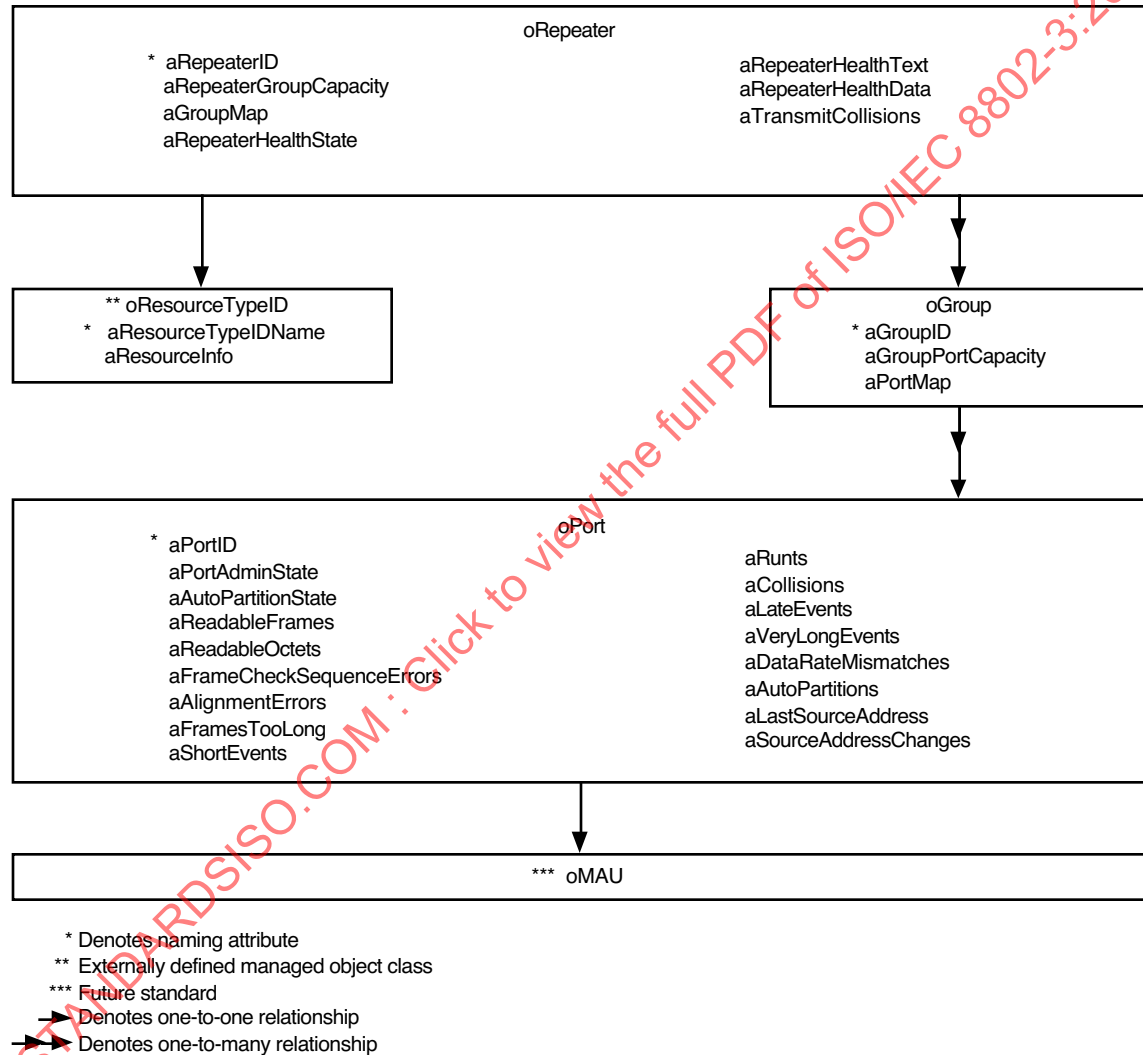 oRepeater
* aRepeaterID
aRepeaterGroupCapacity
aGroupMap
aRepeaterHealthState
aRepeaterHealthText
aRepeaterHealthData
aTransmitCollisions
** oResourceTypeID
* aResourceTypeIDName
aResourceInfo
oGroup
* aGroupID
aGroupPortCapacity
aPortMap
oPort
* aPortID
aPortAdminState
aAutoPartitionState
aReadableFrames
aReadableOctets
aFrameCheckSequenceErrors
aAlignmentErrors
aFramesTooLong
aShortEvents
aRunts
aCollisions
aLateEvents
aVeryLongEvents
aDataRateMismatches
aAutoPartitions
aLastSourceAddress
aSourceAddressChanges
*** oMAU
* Denotes naming attribute
** Externally defined managed object class
*** Future standard
Denotes one-to-one relationship
Denotes one-to-many relationship
STANDARDSISO.COM : Click to view the full PDF of ISO/IEC 8802-3:2